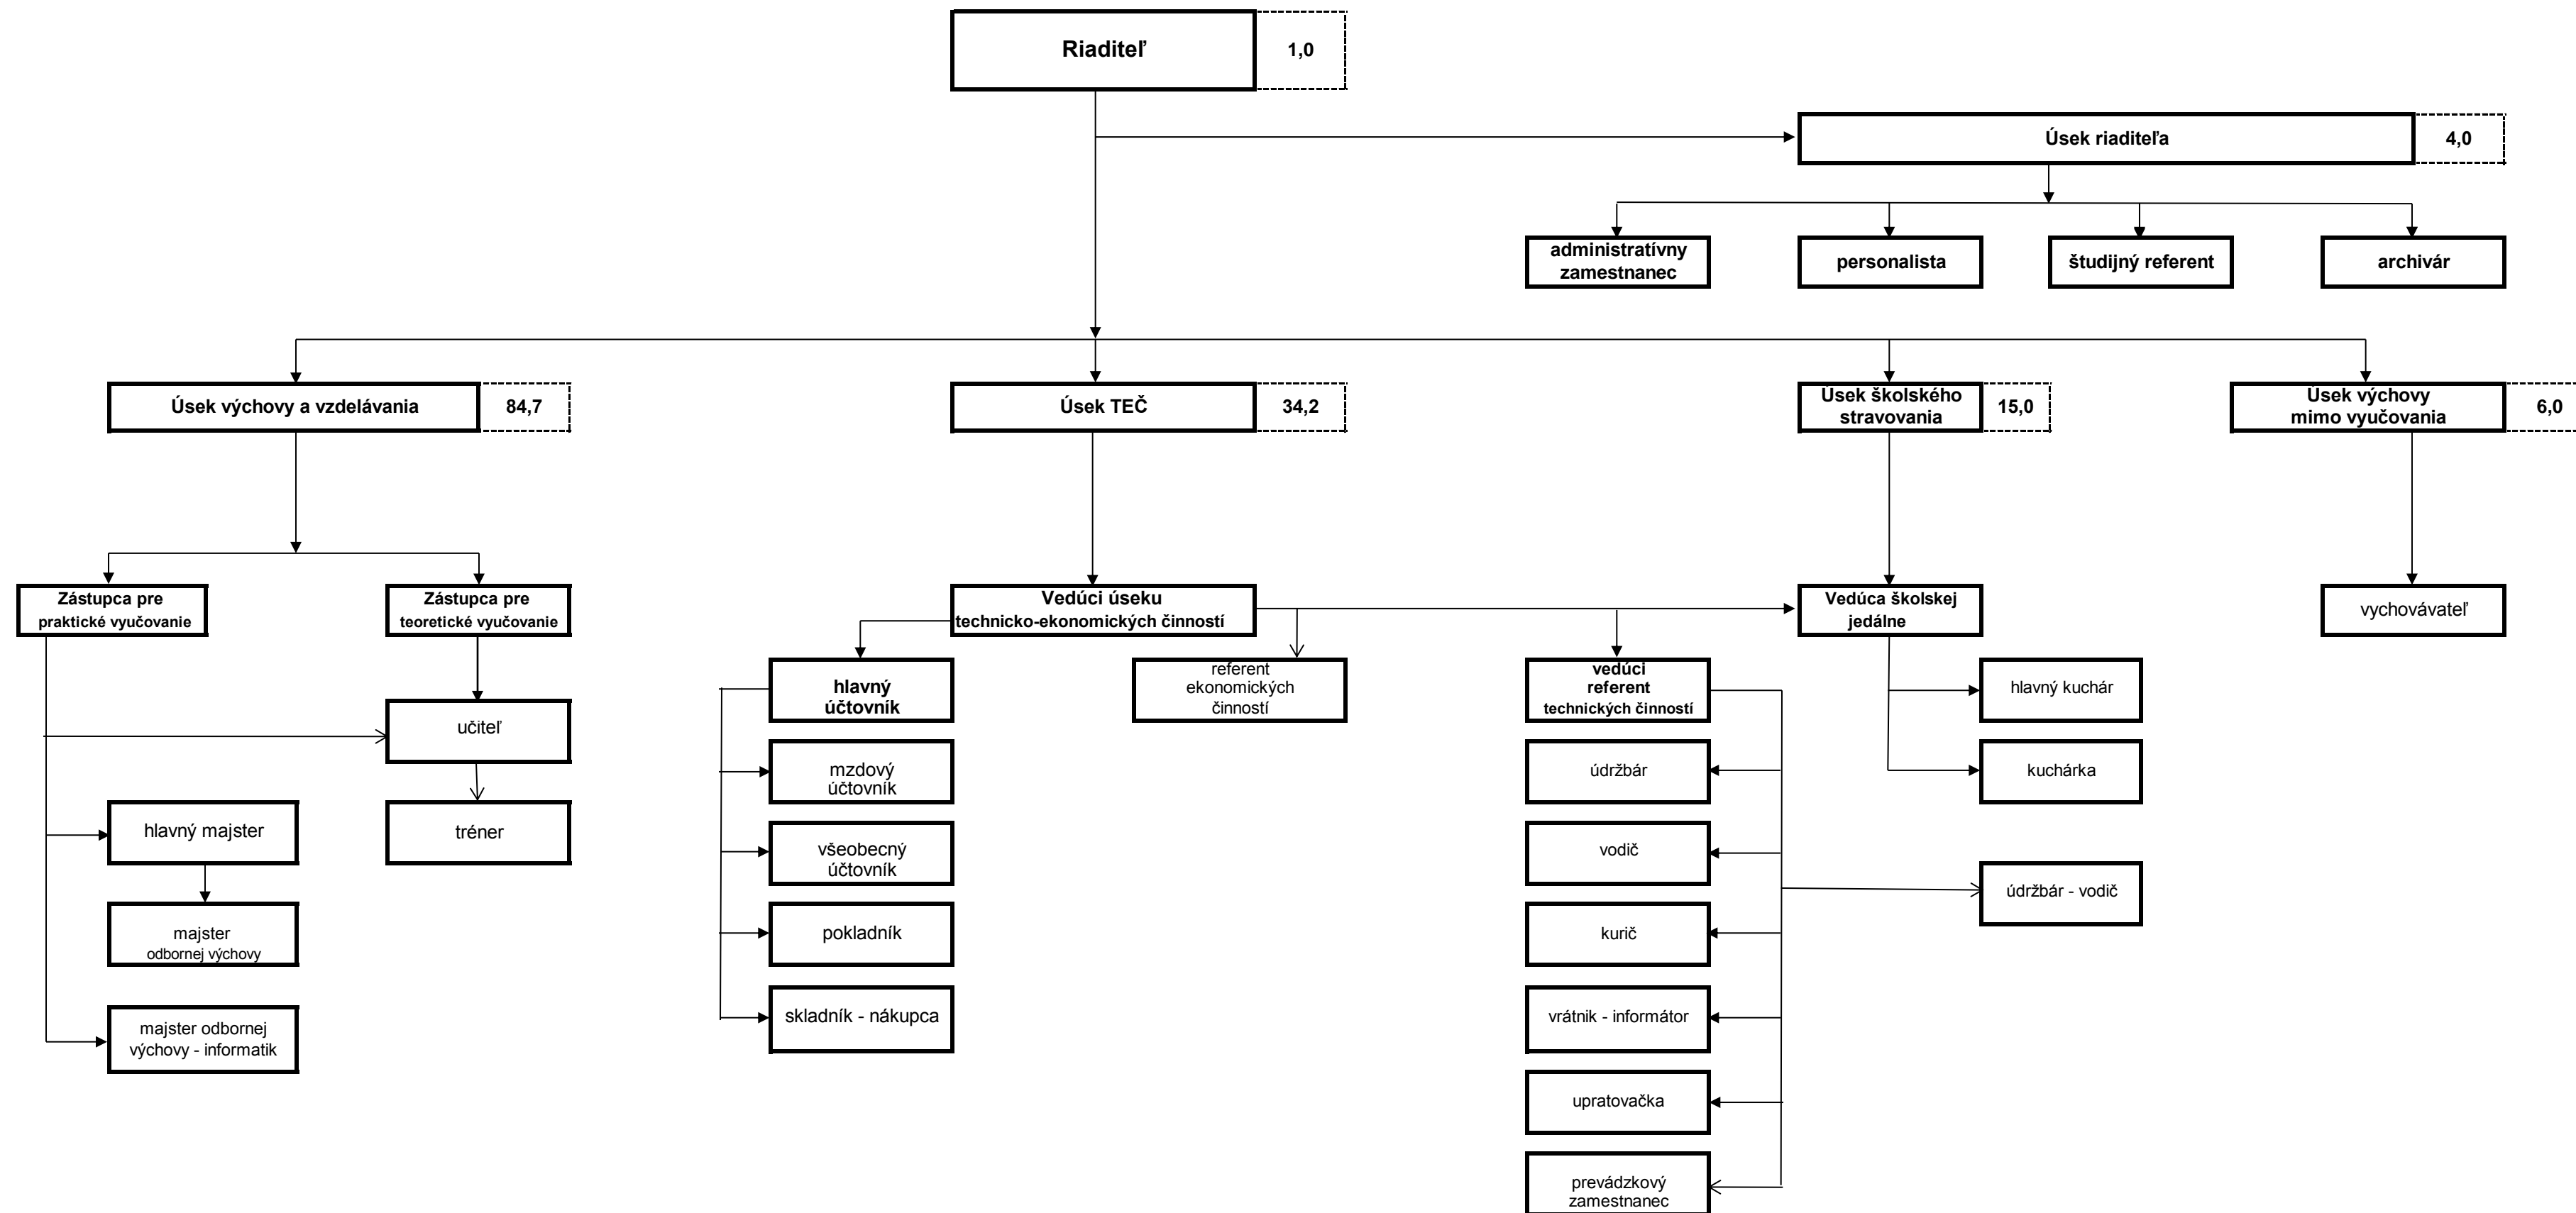 Riaditeľ
1,0
Úsek riaditeľa
4,0
administratívny
zamestnanec
personalista
študijný referent
archivár
Úsek výchovy a vzdelávania
84,7
Úsek TEČ
34,2
Úsek školského
stravovania
15,0
Úsek výchovy
mimo vyučovania
6,0
Zástupca pre
praktické vyučovanie
Zástupca pre
teoretické vyučovanie
Vedúci úseku
technicko-ekonomických činností
Vedúca školskej
jedálne
vychovávateľ
učiteľ
tréner
hlavný majster
majster
odbornej výchovy
majster odbornej
výchovy - informatik
hlavný
účtovník
mzdový
účtovník
všeobecný
účtovník
pokladník
skladník - nákupca
referent
ekonomických
činností
vedúci
referent
technických činností
údržbár
vodič
kurič
vrátnik - informátor
upratovačka
prevádzkový
zamestnanec
hlavný kuchár
kuchárka
údržbár - vodič